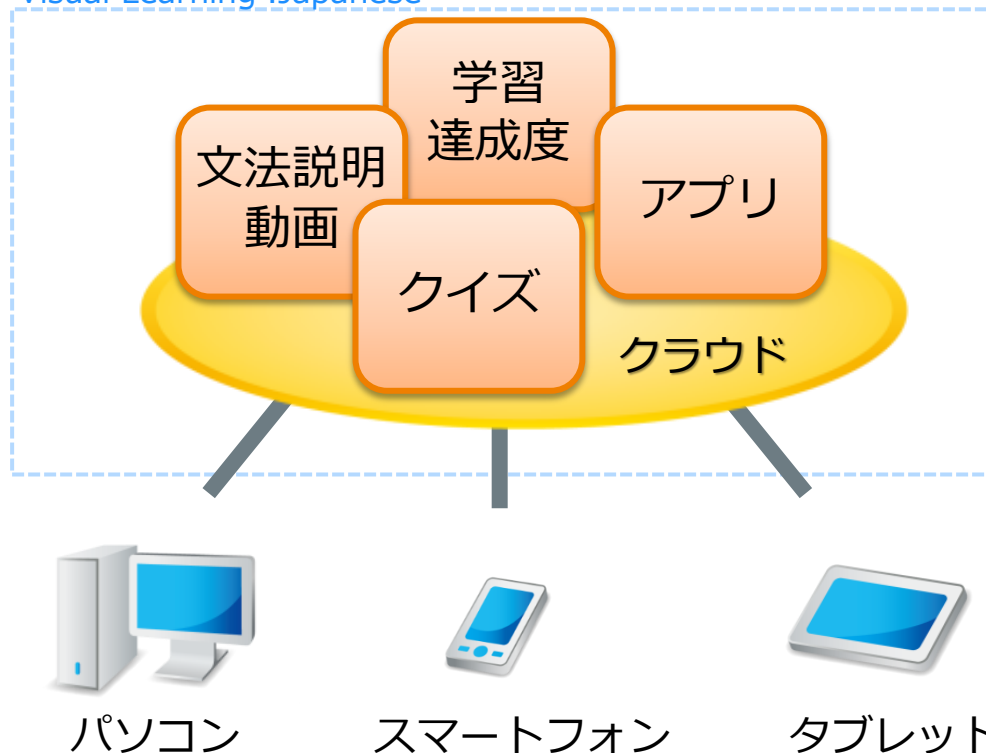 学習
達成度
文法説明
動画
アプリ
クイズ
クラウド
パソコン
スマートフォン
タブレット